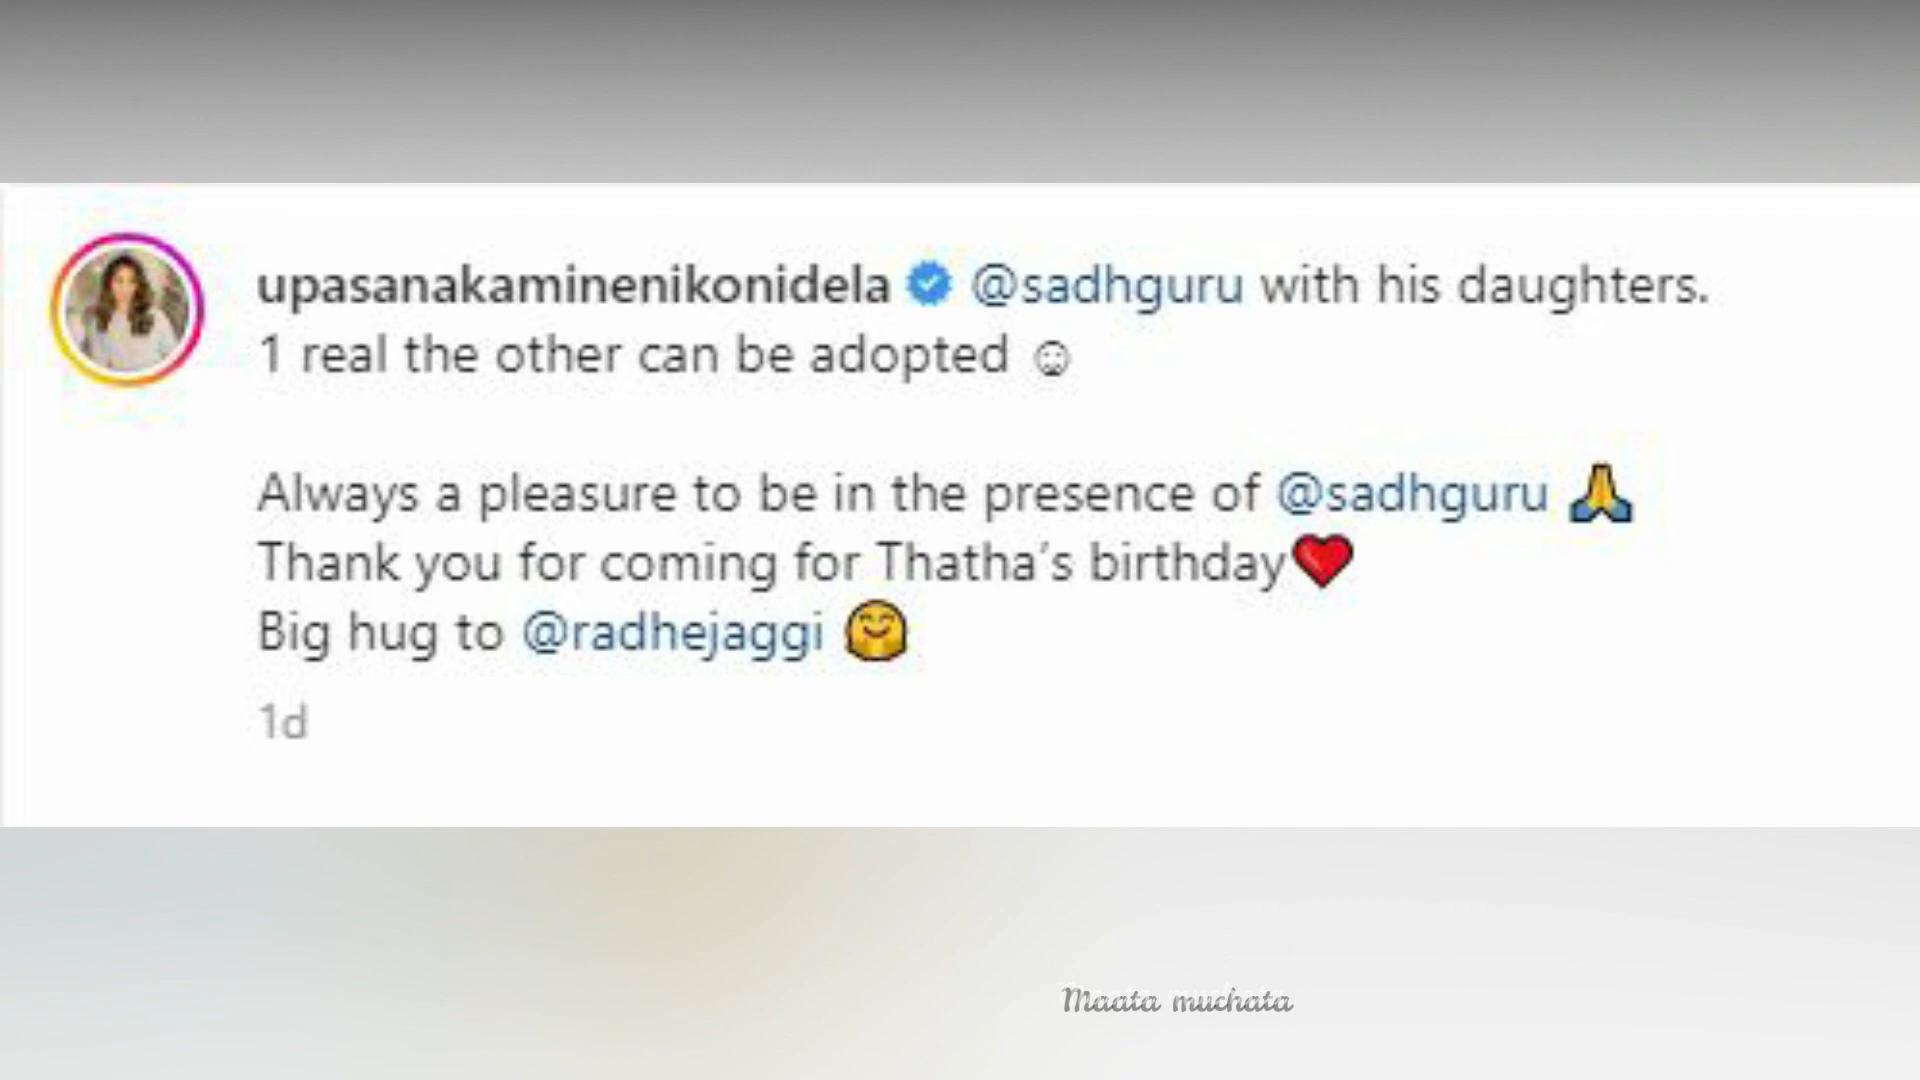 upasanakaminenikonidela @sadhguru with his daughters.
1 real the other can be adopted ☺
Always a pleasure to be in the presence of @sadhguru 🙏
Thank you for coming for Thatha’s birthday❤️
Big hug to @radhejaggi 🤗
1d
Maata muchata